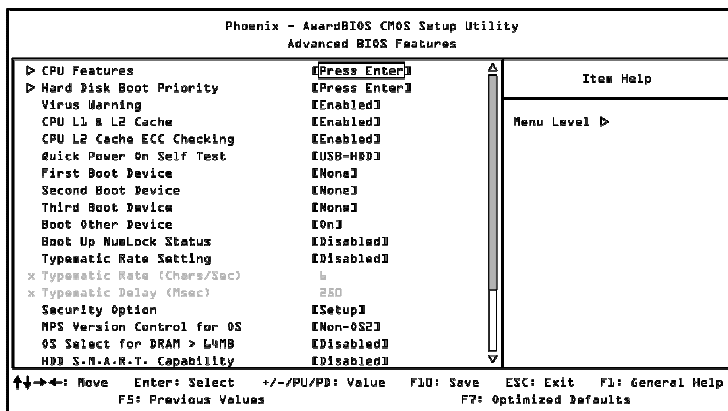 Phoenix - AwardBIOS CMOS Setup Utility
Advanced BIOS Features
▷ CPU Features [Press Enter]
▷ Hard Disk Boot Priority [Press Enter]
Virus Warning [Enabled]
CPU L1 & L2 Cache [Enabled]
CPU L2 Cache ECC Checking [Enabled]
Quick Power On Self Test [USB-HDD]
First Boot Device [None]
Second Boot Device [None]
Third Boot Device [None]
Boot Other Device [On]
Boot Up NumLock Status [Disabled]
Typematic Rate Setting [Disabled]
x Typematic Rate (Chars/Sec) 6
x Typematic Delay (Msec) 250
Security Option [Setup]
MPS Version Control for OS [Non-OS2]
OS Select for DRAM > 64MB [Disabled]
HDD S.M.A.R.T. Capability [Disabled]
Item Help
Menu Level ▷
↑↓→←: Move Enter: Select +/-/PU/PD: Value F10: Save ESC: Exit F1: General Help
F5: Previous Values F7: Optimized Defaults